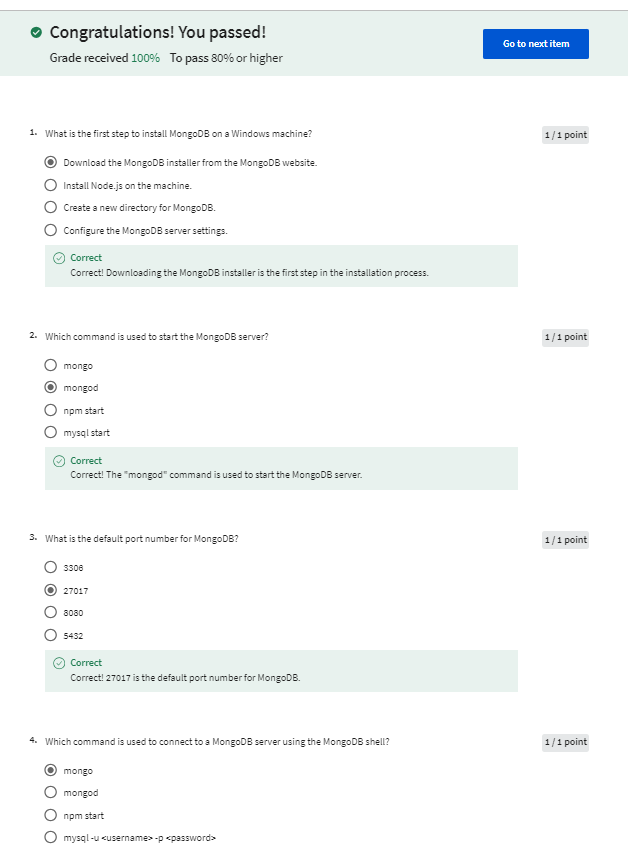 Congratulations! You passed!
Grade received 100% To pass 80% or higher
Go to next item
1. What is the first step to install MongoDB on a Windows machine?
1 / 1 point
Download the MongoDB installer from the MongoDB website.
Install Node.js on the machine.
Create a new directory for MongoDB.
Configure the MongoDB server settings.
Correct
Correct! Downloading the MongoDB installer is the first step in the installation process.
2. Which command is used to start the MongoDB server?
1 / 1 point
mongo
mongod
npm start
mysql start
Correct
Correct! The "mongod" command is used to start the MongoDB server.
3. What is the default port number for MongoDB?
1 / 1 point
3306
27017
8080
5432
Correct
Correct! 27017 is the default port number for MongoDB.
4. Which command is used to connect to a MongoDB server using the MongoDB shell?
1 / 1 point
mongo
mongod
npm start
mysql -u <username> -p <password>